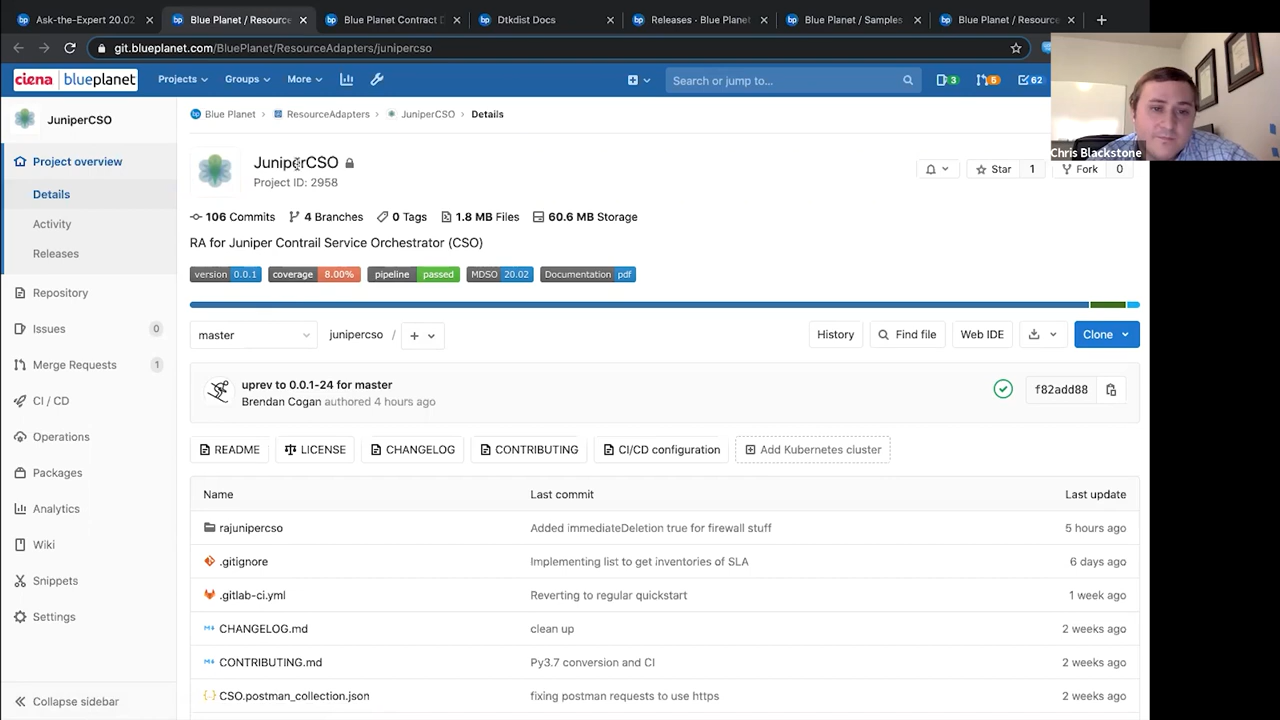 Ask-the-Expert 20.02
Blue Planet / Resource
Blue Planet Contract D
Dtkdist Docs
Releases · Blue Planet
Blue Planet / Samples
Blue Planet / Resource
git.blueplanet.com/BluePlanet/ResourceAdapters/junipercso
ciena | blueplanet
Projects
Groups
More
Search or jump to...
3
5
62
Chris Blackstone
JuniperCSO
Blue Planet > ResourceAdapters > JuniperCSO > Details
Project overview
Details
Activity
Releases
Repository
Issues 0
Merge Requests 1
CI / CD
Operations
Packages
Analytics
Wiki
Snippets
Settings
Collapse sidebar
JuniperCSO
Project ID: 2958
Star 1
Fork 0
106 Commits 4 Branches 0 Tags 1.8 MB Files 60.6 MB Storage
RA for Juniper Contrail Service Orchestrator (CSO)
version 0.0.1 coverage 8.00% pipeline passed MDSO 20.02 Documentation pdf
master
junipercso / +
History
Find file
Web IDE
Clone
uprev to 0.0.1-24 for master
Brendan Cogan authored 4 hours ago
f82add88
README
LICENSE
CHANGELOG
CONTRIBUTING
CI/CD configuration
Add Kubernetes cluster
Name Last commit Last update
rajunipercso Added immediateDeletion true for firewall stuff 5 hours ago
.gitignore Implementing list to get inventories of SLA 6 days ago
.gitlab-ci.yml Reverting to regular quickstart 1 week ago
CHANGELOG.md clean up 2 weeks ago
CONTRIBUTING.md Py3.7 conversion and CI 2 weeks ago
CSO.postman_collection.json fixing postman requests to use https 2 weeks ago